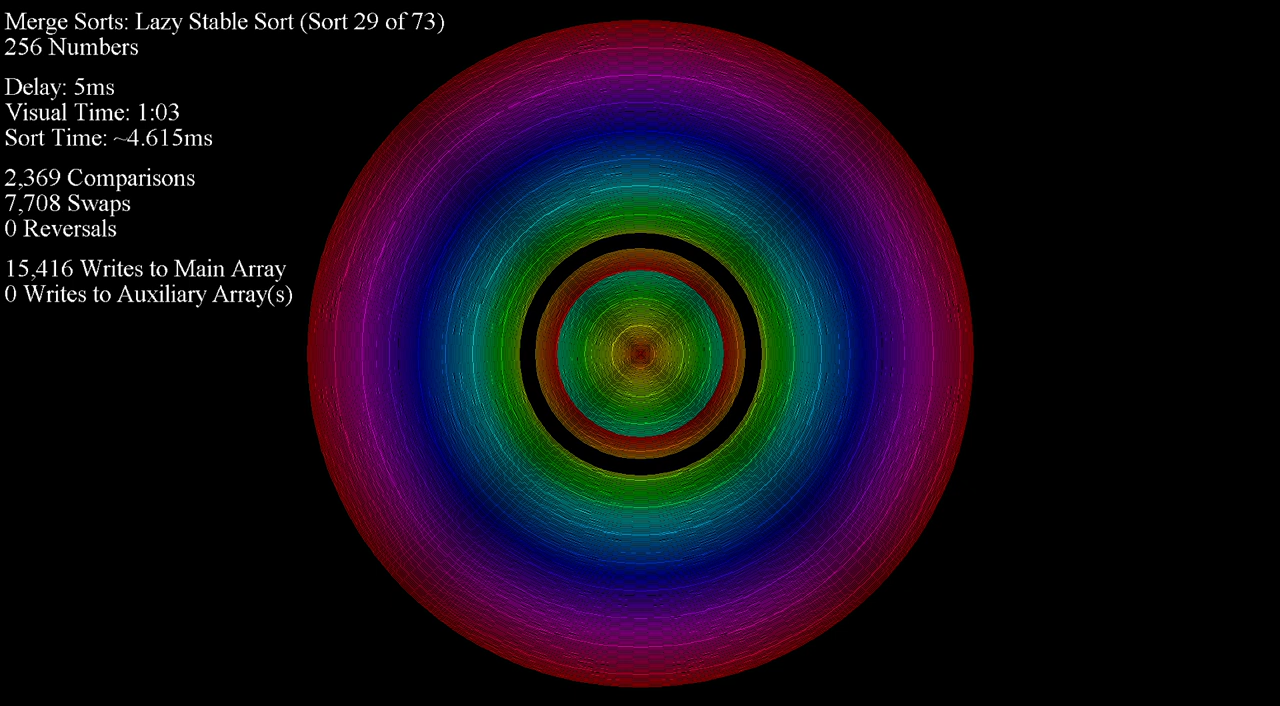 Merge Sorts: Lazy Stable Sort (Sort 29 of 73)
256 Numbers
Delay: 5ms
Visual Time: 1:03
Sort Time: ~4.615ms
2,369 Comparisons
7,708 Swaps
0 Reversals
15,416 Writes to Main Array
0 Writes to Auxiliary Array(s)